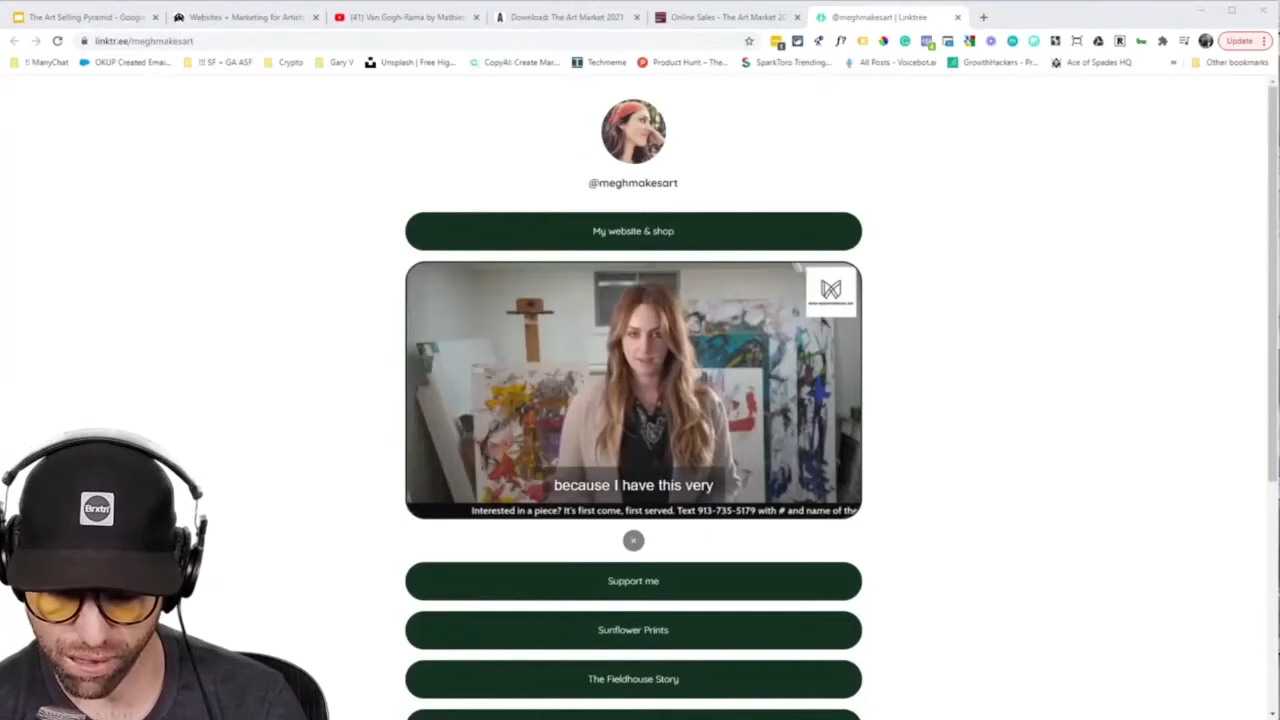 The Art Selling Pyramid - Googl
Websites + Marketing for Artists
(41) Van Gogh-Rama by Mathie
Download: The Art Market 2021
Online Sales - The Art Market 20
@meghmakesart | Linktree
linktr.ee/meghmakesart
Update
!! ManyChat
OKUP Created Emai...
!!! SF + GA ASF
Crypto
Gary V
Unsplash | Free Hig...
CopyAI: Create Mar...
Techmeme
Product Hunt – The...
SparkToro Trending...
All Posts - Voicebot.ai
GrowthHackers - Pr...
Ace of Spades HQ
»
Other bookmarks
@meghmakesart
My website & shop
because I have this very
Interested in a piece? It's first come, first served. Text 913-735-5179 with # and name of the
Support me
Sunflower Prints
The Fieldhouse Story
Brxtn